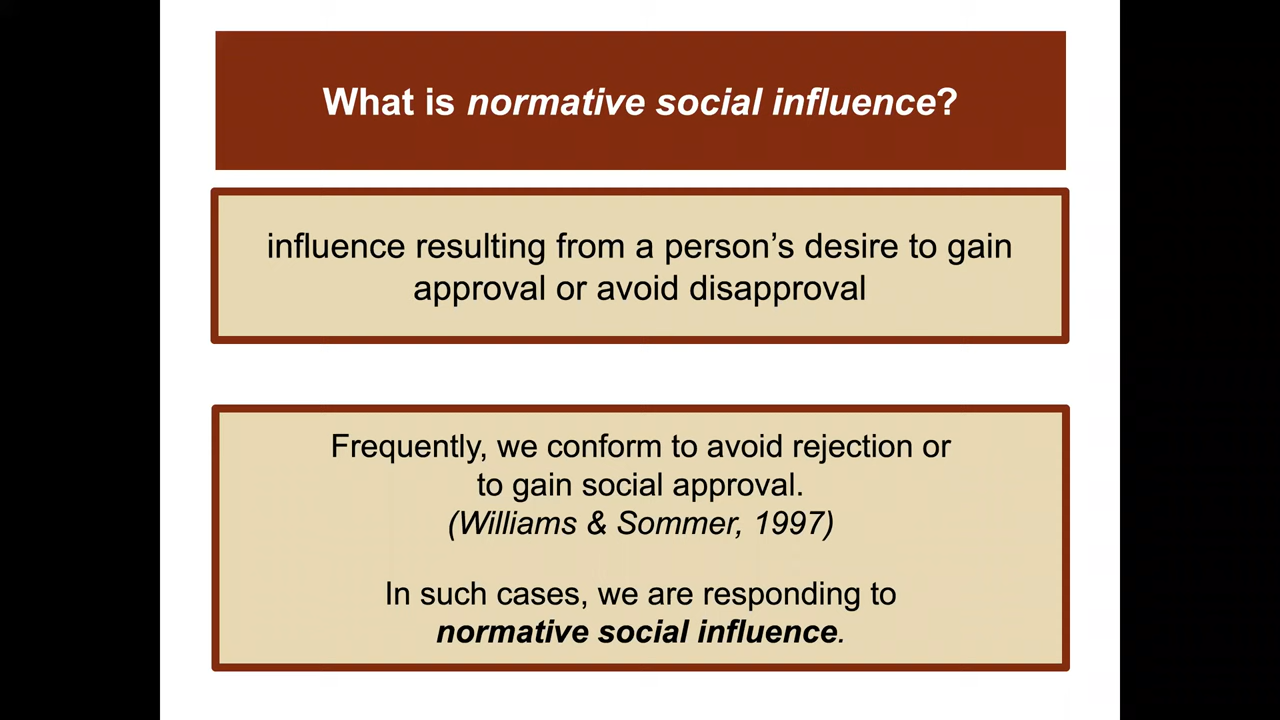 What is normative social influence?
influence resulting from a person’s desire to gain
approval or avoid disapproval
Frequently, we conform to avoid rejection or
to gain social approval.
(Williams & Sommer, 1997)
In such cases, we are responding to
normative social influence.